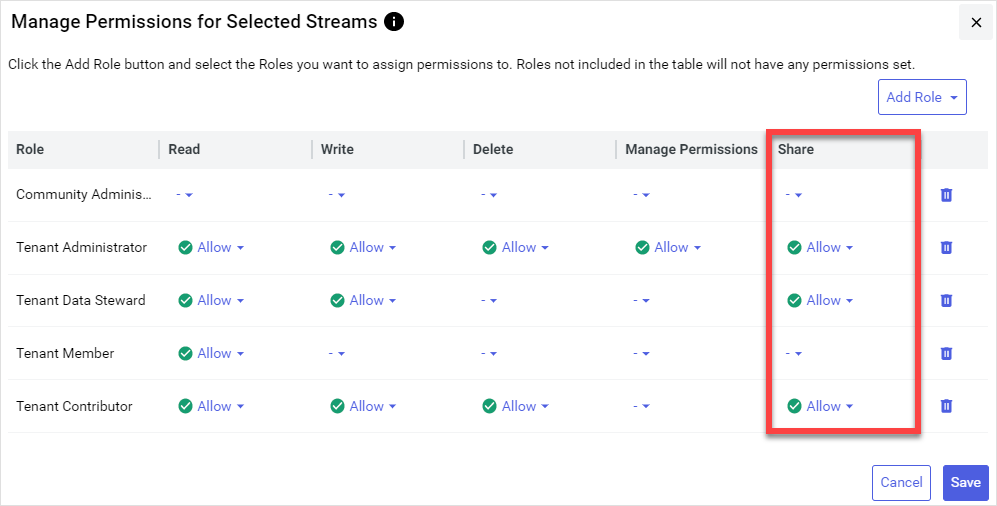 Manage Permissions for Selected Streams i
Click the Add Role button and select the Roles you want to assign permissions to. Roles not included in the table will not have any permissions set.
Add Role
Role Read Write Delete Manage Permissions Share
Community Adminis... - - - - -
Tenant Administrator Allow Allow Allow Allow Allow
Tenant Data Steward Allow Allow - - Allow
Tenant Member Allow - - - -
Tenant Contributor Allow Allow Allow - Allow
Cancel Save